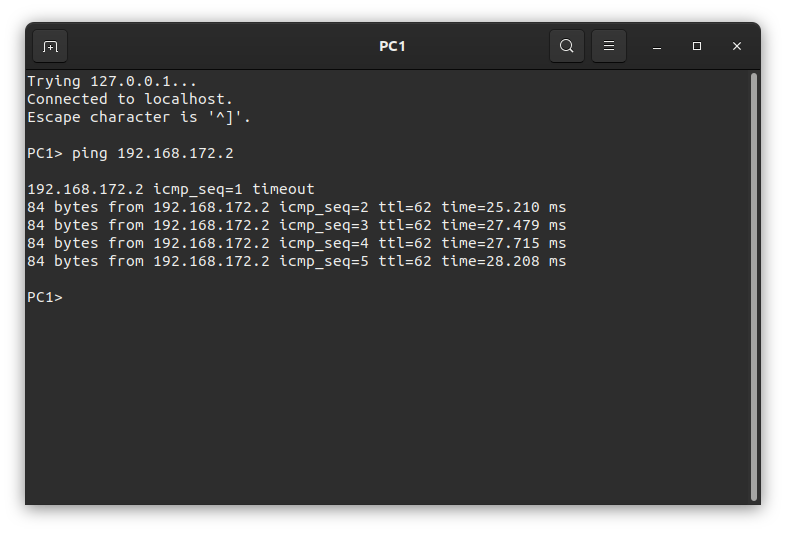 PC1
Trying 127.0.0.1...
Connected to localhost.
Escape character is '^]'.
PC1> ping 192.168.172.2
192.168.172.2 icmp_seq=1 timeout
84 bytes from 192.168.172.2 icmp_seq=2 ttl=62 time=25.210 ms
84 bytes from 192.168.172.2 icmp_seq=3 ttl=62 time=27.479 ms
84 bytes from 192.168.172.2 icmp_seq=4 ttl=62 time=27.715 ms
84 bytes from 192.168.172.2 icmp_seq=5 ttl=62 time=28.208 ms
PC1>